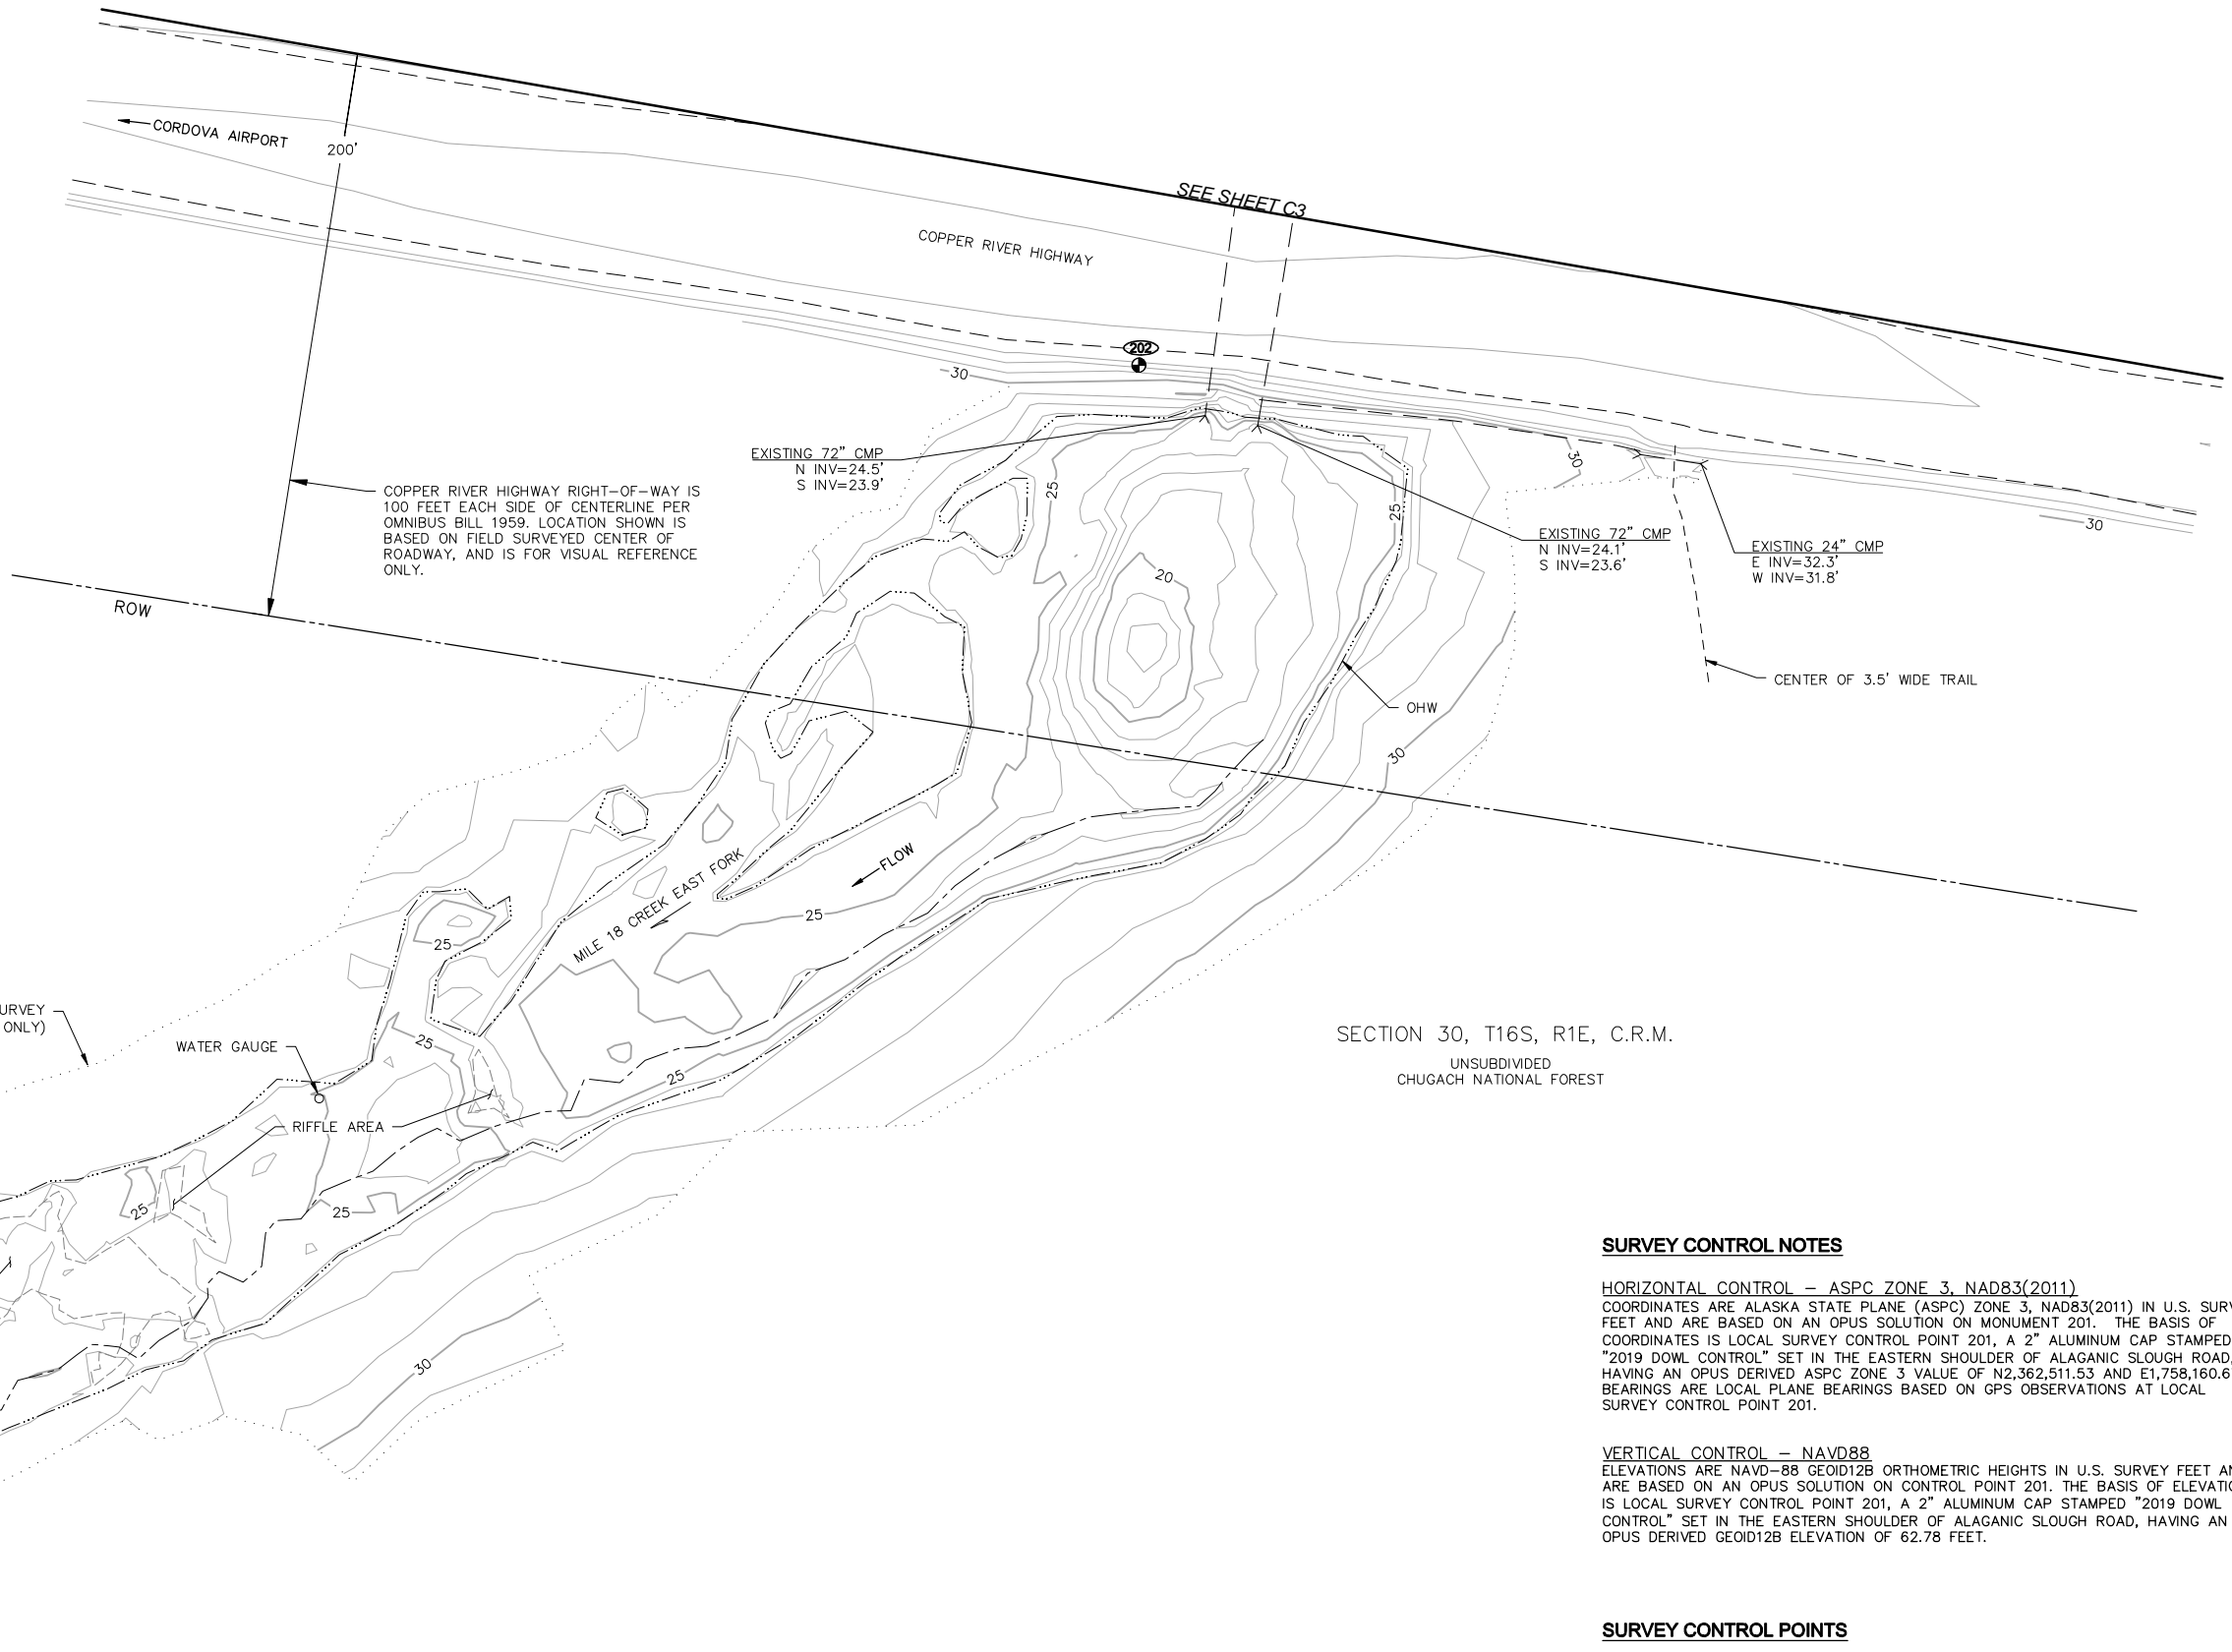 CORDOVA AIRPORT
200'
SEE SHEET C3
COPPER RIVER HIGHWAY
202
30
EXISTING 72" CMP
N INV=24.5'
S INV=23.9'
COPPER RIVER HIGHWAY RIGHT-OF-WAY IS
100 FEET EACH SIDE OF CENTERLINE PER
OMNIBUS BILL 1959. LOCATION SHOWN IS
BASED ON FIELD SURVEYED CENTER OF
ROADWAY, AND IS FOR VISUAL REFERENCE
ONLY.
25
25
30
30
EXISTING 72" CMP
N INV=24.1'
S INV=23.6'
EXISTING 24" CMP
E INV=32.3'
W INV=31.8'
20
ROW
CENTER OF 3.5' WIDE TRAIL
OHW
30
FLOW
MILE 18 CREEK EAST FORK
25
25
URVEY
ONLY)
WATER GAUGE
25
25
RIFFLE AREA
25
25
30
SECTION 30, T16S, R1E, C.R.M.
UNSUBDIVIDED
CHUGACH NATIONAL FOREST
SURVEY CONTROL NOTES
HORIZONTAL CONTROL - ASPC ZONE 3, NAD83(2011)
COORDINATES ARE ALASKA STATE PLANE (ASPC) ZONE 3, NAD83(2011) IN U.S. SURV
FEET AND ARE BASED ON AN OPUS SOLUTION ON MONUMENT 201. THE BASIS OF
COORDINATES IS LOCAL SURVEY CONTROL POINT 201, A 2" ALUMINUM CAP STAMPED
"2019 DOWL CONTROL" SET IN THE EASTERN SHOULDER OF ALAGANIC SLOUGH ROAD,
HAVING AN OPUS DERIVED ASPC ZONE 3 VALUE OF N2,362,511.53 AND E1,758,160.6
BEARINGS ARE LOCAL PLANE BEARINGS BASED ON GPS OBSERVATIONS AT LOCAL
SURVEY CONTROL POINT 201.
VERTICAL CONTROL - NAVD88
ELEVATIONS ARE NAVD-88 GEOID12B ORTHOMETRIC HEIGHTS IN U.S. SURVEY FEET AN
ARE BASED ON AN OPUS SOLUTION ON CONTROL POINT 201. THE BASIS OF ELEVATIO
IS LOCAL SURVEY CONTROL POINT 201, A 2" ALUMINUM CAP STAMPED "2019 DOWL
CONTROL" SET IN THE EASTERN SHOULDER OF ALAGANIC SLOUGH ROAD, HAVING AN
OPUS DERIVED GEOID12B ELEVATION OF 62.78 FEET.
SURVEY CONTROL POINTS